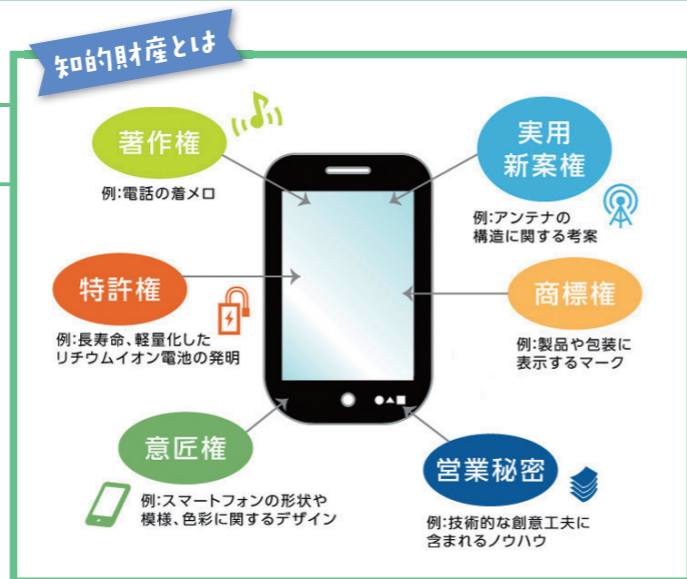 知的財産とは
著作権
例:電話の着メロ
実用
新案権
例:アンテナの
構造に関する考案
特許権
例:長寿命、軽量化した
リチウムイオン電池の発明
商標権
例:製品や包装に
表示するマーク
意匠権
例:スマートフォンの形状や
模様、色彩に関するデザイン
営業秘密
例:技術的な創意工夫に
含まれるノウハウ